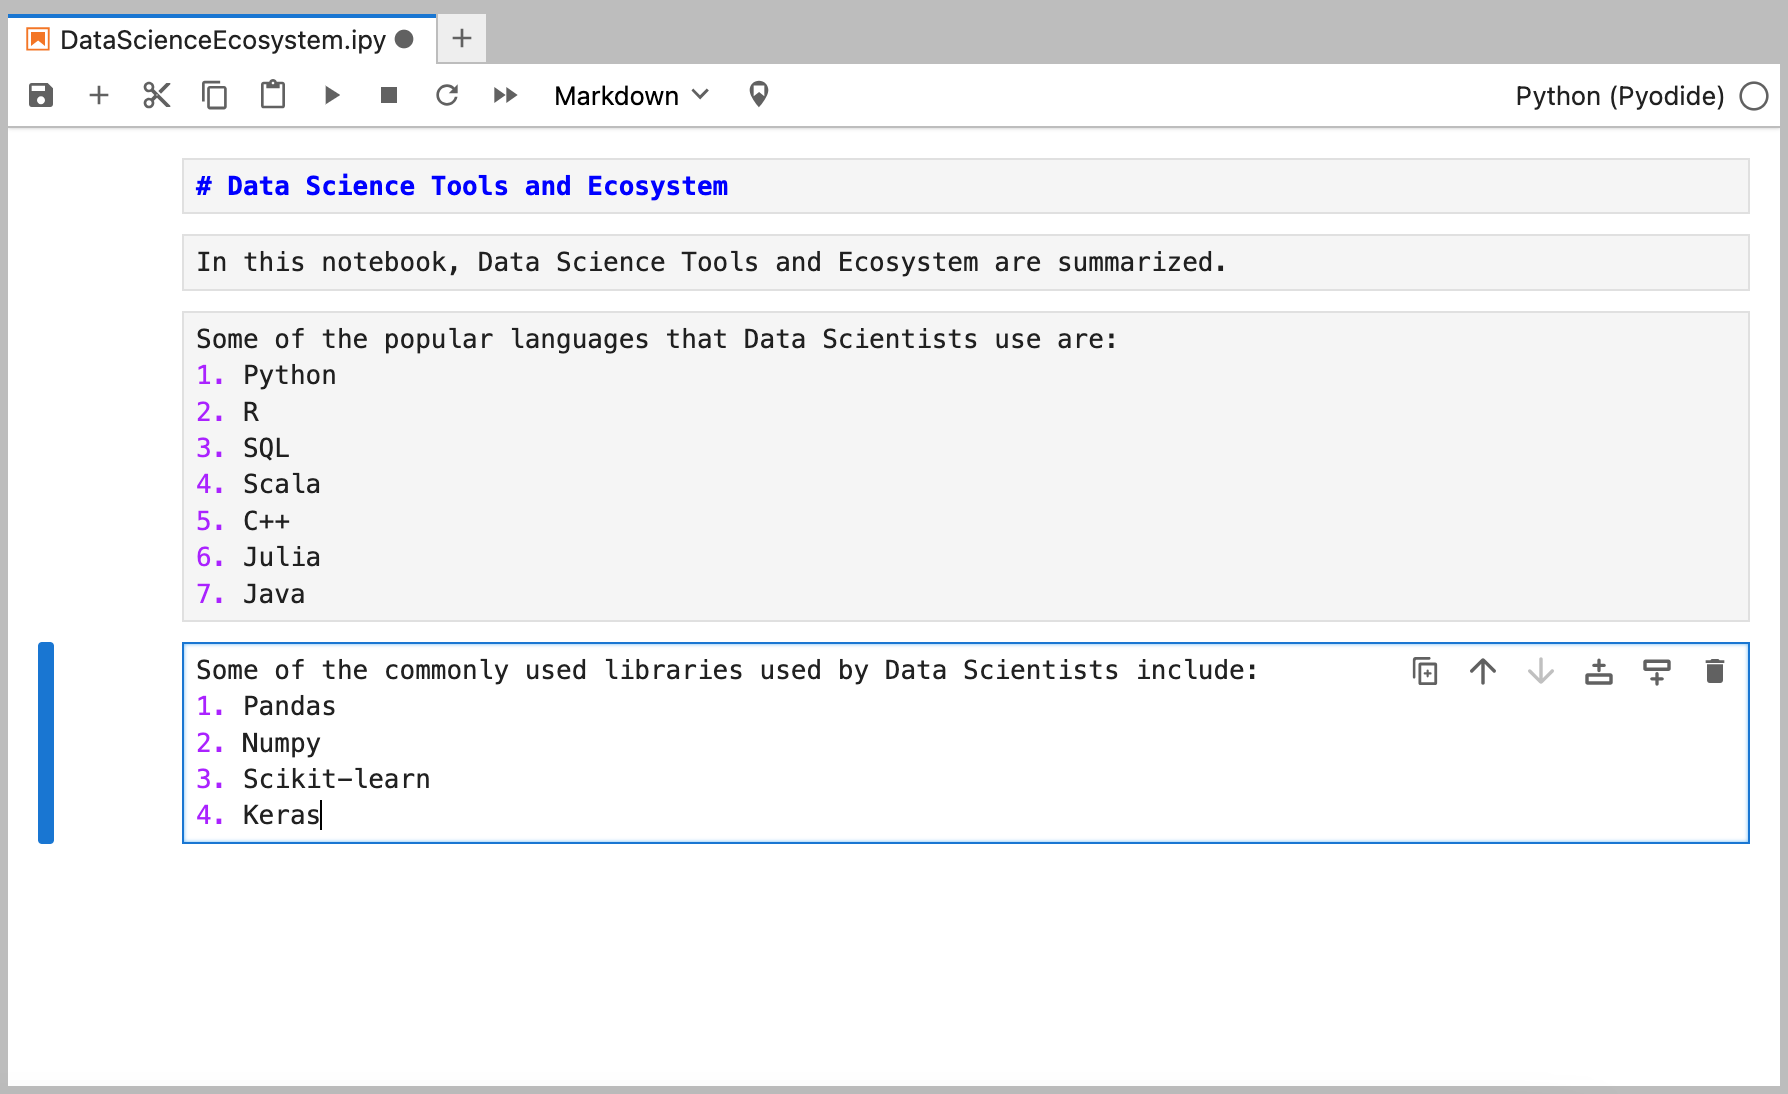 DataScienceEcosystem.ipy
Markdown
Python (Pyodide)
# Data Science Tools and Ecosystem
In this notebook, Data Science Tools and Ecosystem are summarized.
Some of the popular languages that Data Scientists use are:
1. Python
2. R
3. SQL
4. Scala
5. C++
6. Julia
7. Java
Some of the commonly used libraries used by Data Scientists include:
1. Pandas
2. Numpy
3. Scikit-learn
4. Keras